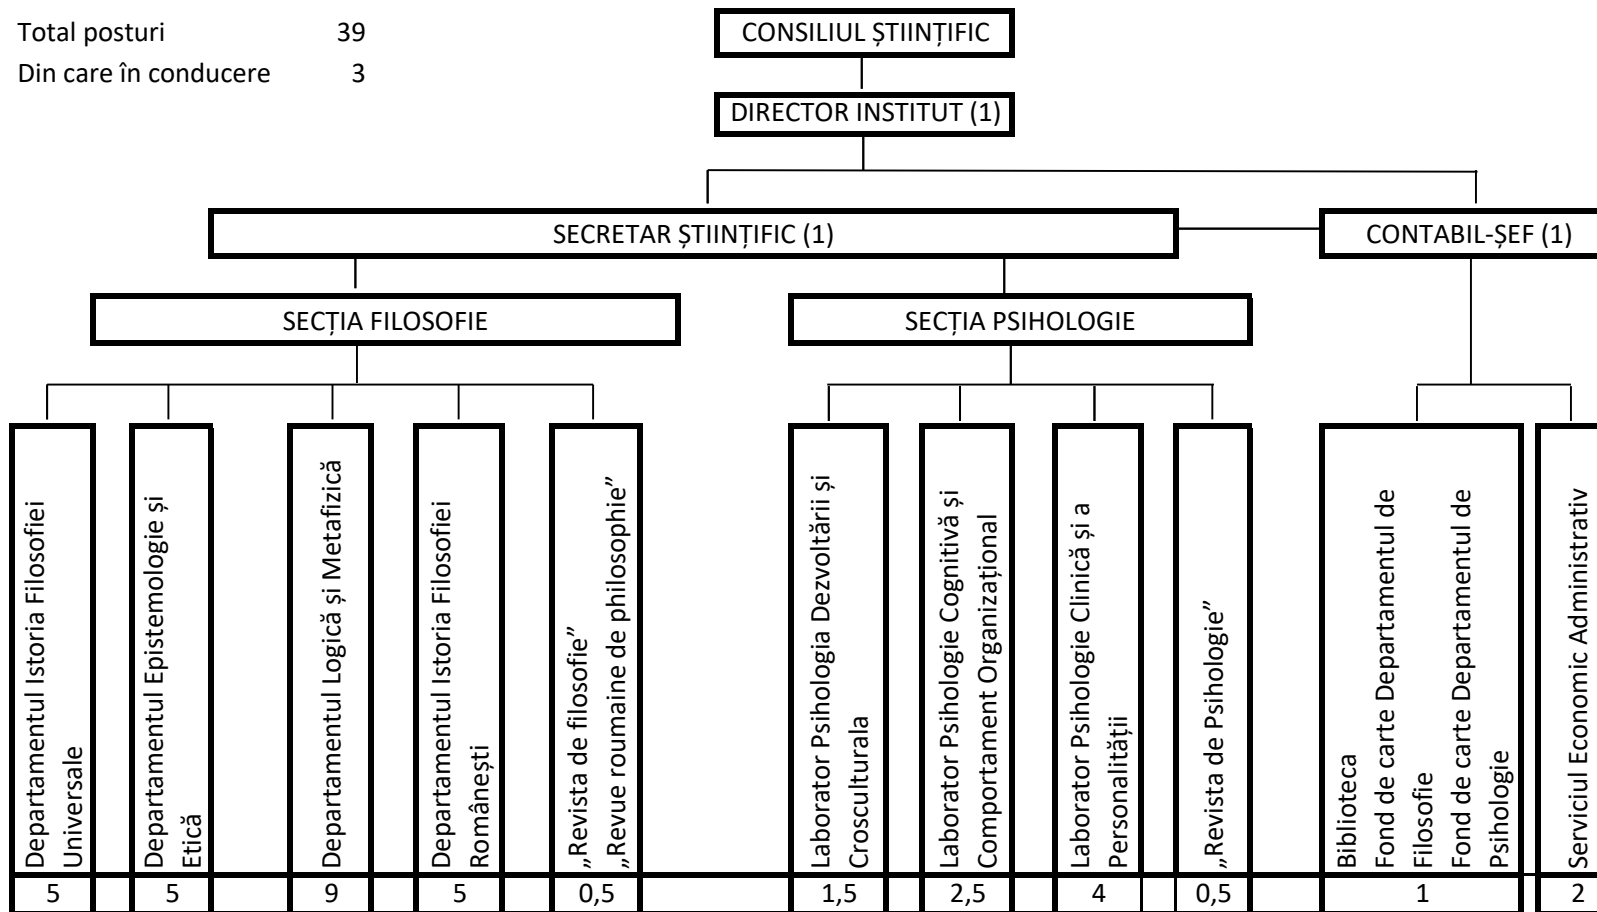 Total posturi 39
Din care în conducere 3
CONSILIUL ȘTIINȚIFIC
DIRECTOR INSTITUT (1)
SECRETAR ȘTIINȚIFIC (1)
CONTABIL-ȘEF (1)
SECȚIA FILOSOFIE
SECȚIA PSIHOLOGIE
Departamentul Istoria Filosofiei
Universale
Departamentul Epistemologie și
Etică
Departamentul Logică și Metafizică
Departamentul Istoria Filosofiei
Românești
„Revista de filosofie”
„Revue roumaine de philosophie”
Laborator Psihologia Dezvoltării și
Crosculturala
Laborator Psihologie Cognitivă și
Comportament Organizațional
Laborator Psihologie Clinică și a
Personalității
„Revista de Psihologie”
Biblioteca
Fond de carte Departamentul de
Filosofie
Fond de carte Departamentul de
Psihologie
Serviciul Economic Administrativ
5 5 9 5 0,5 1,5 2,5 4 0,5 1 2